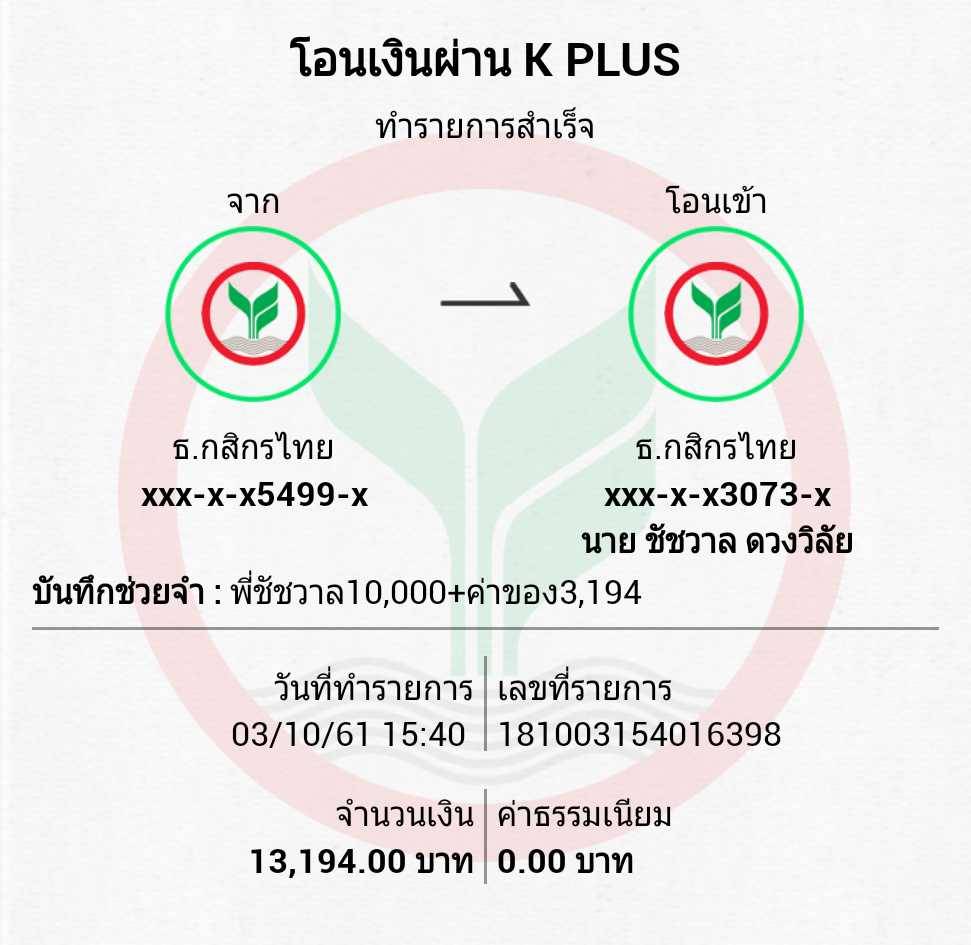 โอนเงินผ่าน K PLUS
ทำรายการสำเร็จ
จาก
โอนเข้า
ธ.กสิกรไทย
xxx-x-x5499-x
ธ.กสิกรไทย
xxx-x-x3073-x
นาย ชัชวาล ดวงวิลัย
บันทึกช่วยจำ : พี่ชัชวาล10,000+ค่าของ3,194
วันที่ทำรายการ
03/10/61 15:40
เลขที่รายการ
181003154016398
จำนวนเงิน
13,194.00 บาท
ค่าธรรมเนียม
0.00 บาท